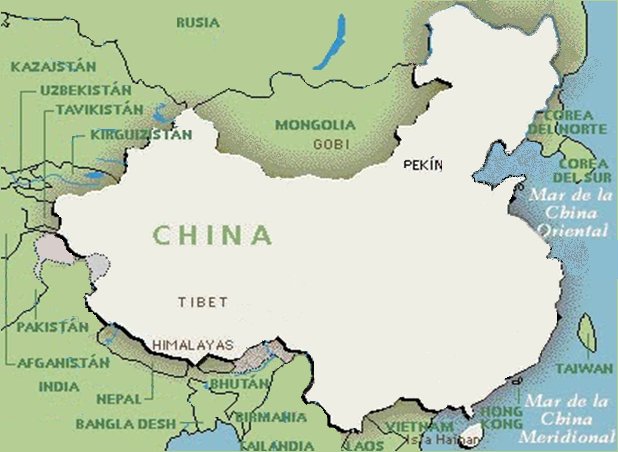 RUSIA
KAZAJSTÁN
UZBEKISTÁN
TAVIKISTÁN
KIRGUIZISTÁN
MONGOLIA
GOBI
COREA
DEL NORTE
PEKÍN
COREA
DEL SUR
Mar de la
China
Oriental
CHINA
TIBET
PAKISTÁN
HIMALAYAS
AFGANISTÁN
TAIWAN
INDIA
BHUTÁN
NEPAL
Mar de la
China
Meridional
HONG
KONG
BANGLA DESH
BIRMANIA
VIETNAM
Isla Hainan
TAILANDIA
LAOS